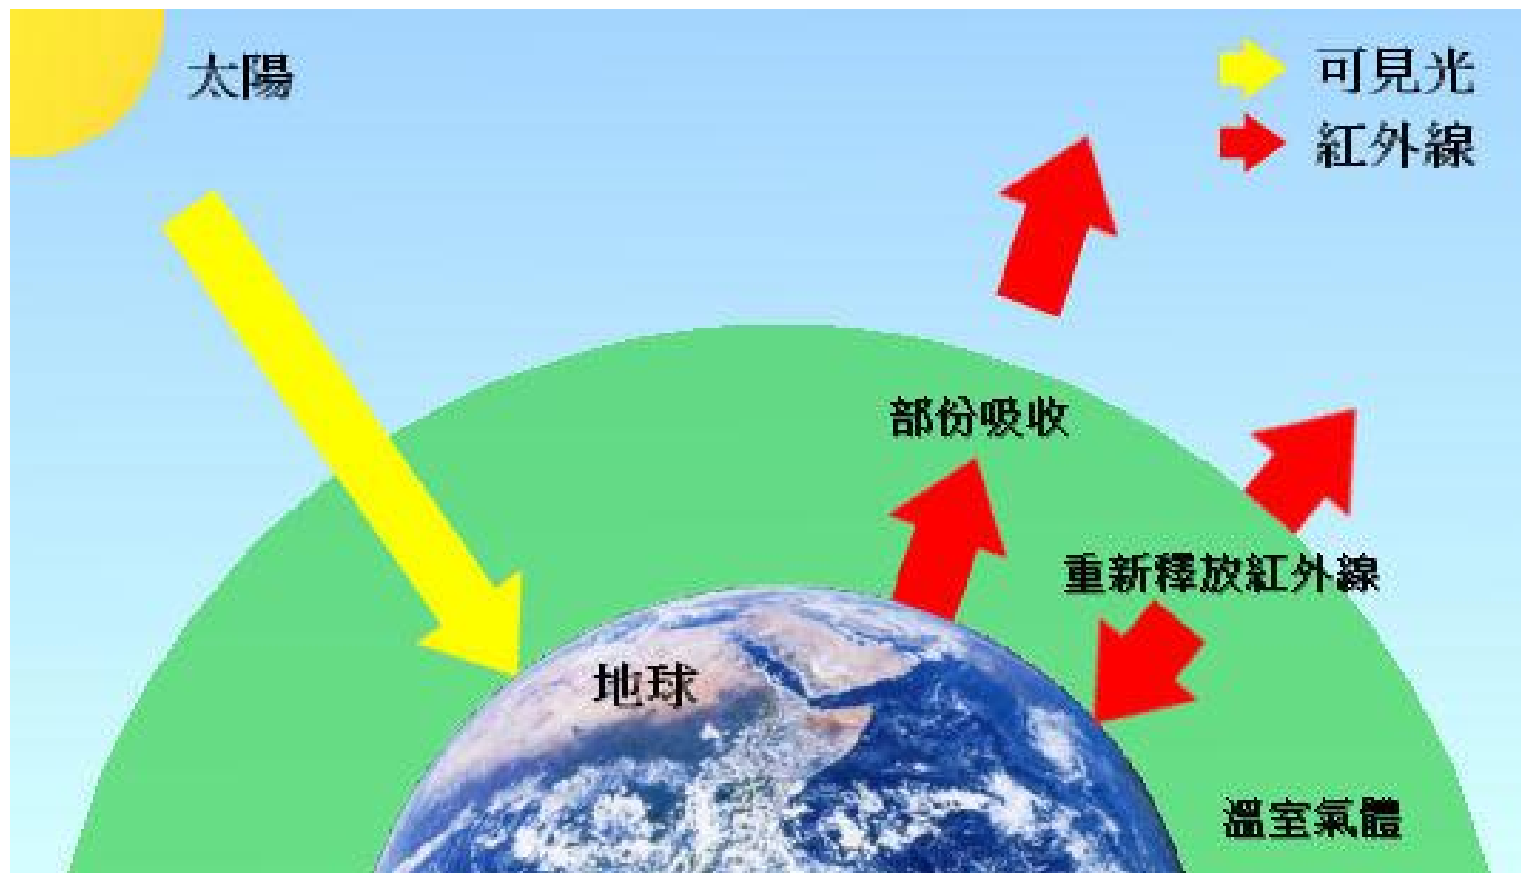 太陽
可見光
紅外線
部份吸收
重新釋放紅外線
地球
溫室氣體